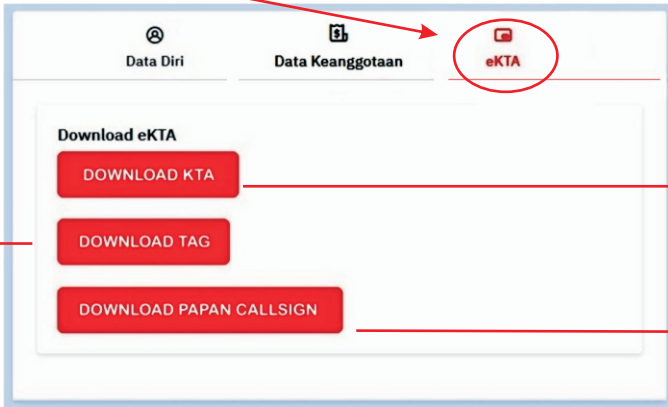 Data Diri
Data Keanggotaan
eKTA
Download eKTA
DOWNLOAD KTA
DOWNLOAD TAG
DOWNLOAD PAPAN CALLSIGN